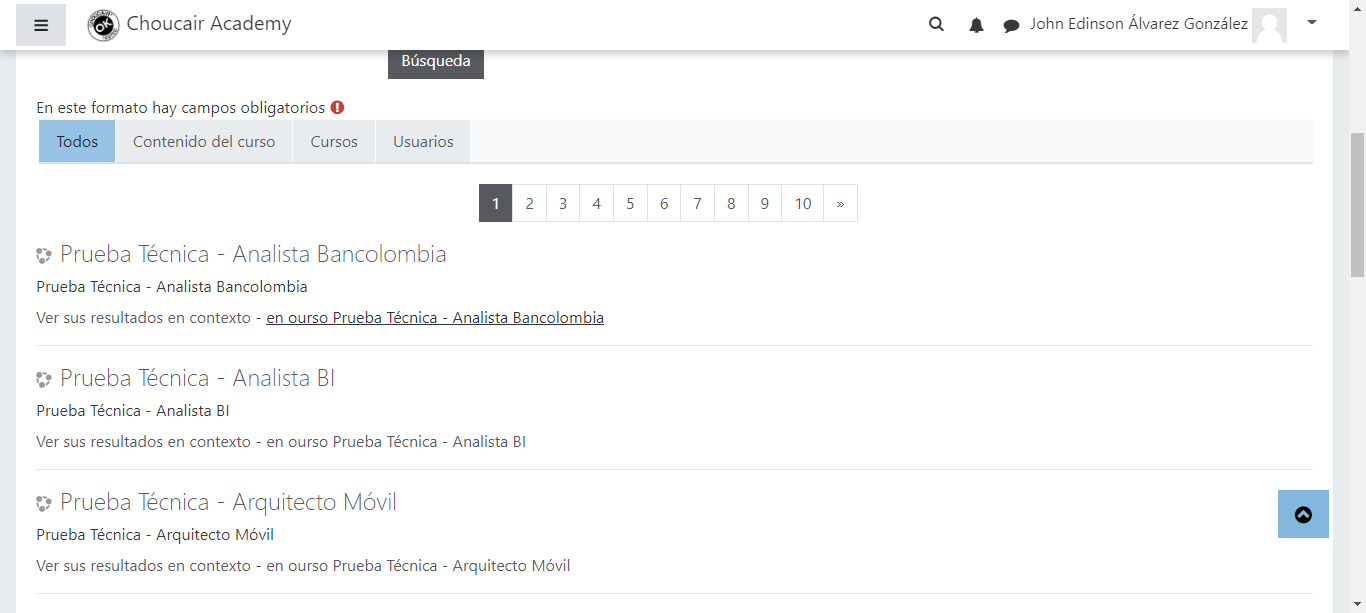 Choucair Academy
John Edinson Álvarez González
Búsqueda
En este formato hay campos obligatorios
Todos
Contenido del curso
Cursos
Usuarios
1 2 3 4 5 6 7 8 9 10 »
Prueba Técnica - Analista Bancolombia
Prueba Técnica - Analista Bancolombia
Ver sus resultados en contexto - en ourso Prueba Técnica - Analista Bancolombia
Prueba Técnica - Analista BI
Prueba Técnica - Analista BI
Ver sus resultados en contexto - en ourso Prueba Técnica - Analista BI
Prueba Técnica - Arquitecto Móvil
Prueba Técnica - Arquitecto Móvil
Ver sus resultados en contexto - en ourso Prueba Técnica - Arquitecto Móvil